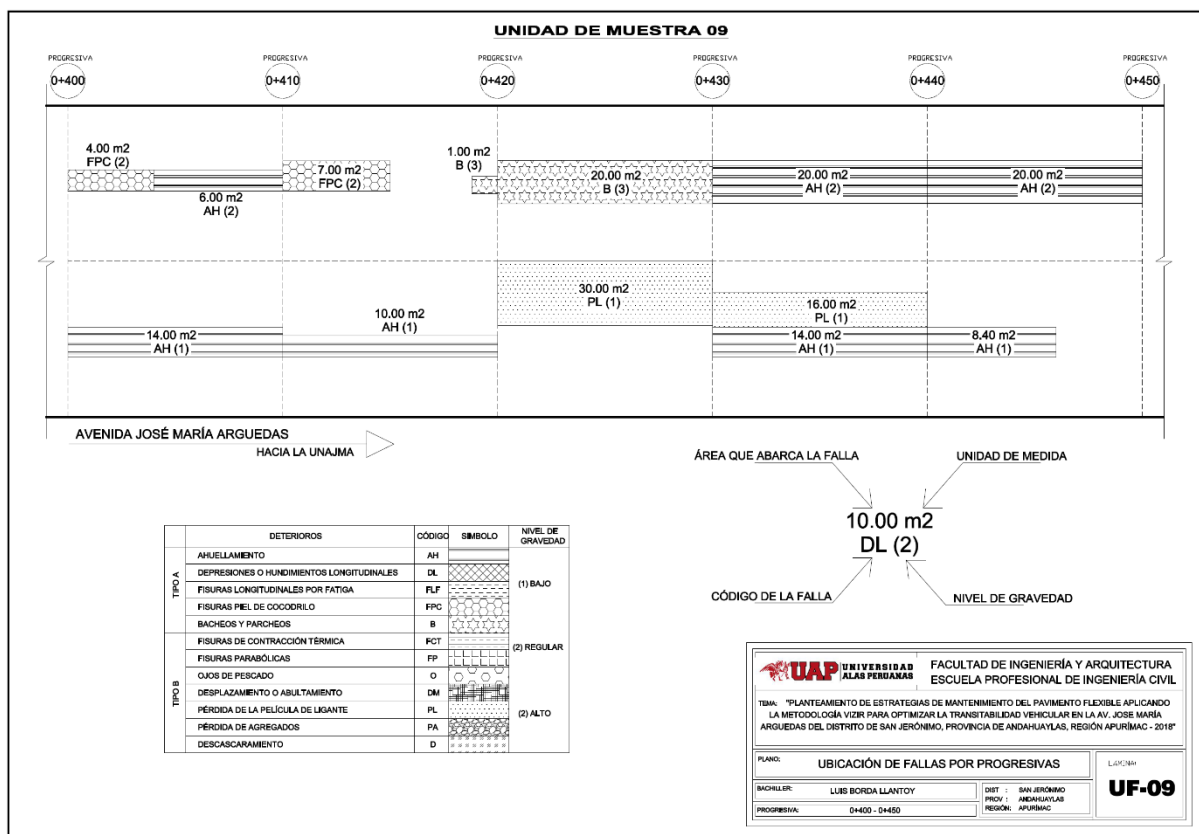 UNIDAD DE MUESTRA 09
PROGRESIVA
0+400
PROGRESIVA
0+410
PROGRESIVA
0+420
PROGRESIVA
0+430
PROGRESIVA
0+440
PROGRESIVA
0+450
4.00 m2
FPC (2)
6.00 m2
AH (2)
7.00 m2
FPC (2)
1.00 m2
B (3)
20.00 m2
B (3)
20.00 m2
AH (2)
20.00 m2
AH (2)
14.00 m2
AH (1)
10.00 m2
AH (1)
30.00 m2
PL (1)
16.00 m2
PL (1)
14.00 m2
AH (1)
8.40 m2
AH (1)
AVENIDA JOSÉ MARÍA ARGUEDAS
HACIA LA UNAJMA
ÁREA QUE ABARCA LA FALLA
UNIDAD DE MEDIDA
10.00 m2
DL (2)
CÓDIGO DE LA FALLA
NIVEL DE GRAVEDAD
DETERIOROS CÓDIGO SIMBOLO NIVEL DE GRAVEDAD
TIPO A
AHUELLAMIENTO AH
DEPRESIONES O HUNDIMIENTOS LONGITUDINALES DL
FISURAS LONGITUDINALES POR FATIGA FLF
FISURAS PIEL DE COCODRILO FPC
BACHEOS Y PARCHEOS B
TIPO B
FISURAS DE CONTRACCIÓN TÉRMICA FCT
FISURAS PARABÓLICAS FP
OJOS DE PESCADO O
DESPLAZAMIENTO O ABULTAMIENTO DM
PÉRDIDA DE LA PELÍCULA DE LIGANTE PL
PÉRDIDA DE AGREGADOS PA
DESCASCARAMIENTO D
(1) BAJO
(2) REGULAR
(2) ALTO
UAP UNIVERSIDAD
ALAS PERUANAS
FACULTAD DE INGENIERÍA Y ARQUITECTURA
ESCUELA PROFESIONAL DE INGENIERÍA CIVIL
TEMA: "PLANTEAMIENTO DE ESTRATEGIAS DE MANTENIMIENTO DEL PAVIMENTO FLEXIBLE APLICANDO
LA METODOLOGÍA VIZIR PARA OPTIMIZAR LA TRANSITABILIDAD VEHICULAR EN LA AV. JOSE MARÍA
ARGUEDAS DEL DISTRITO DE SAN JERÓNIMO, PROVINCIA DE ANDAHUAYLAS, REGIÓN APURÍMAC - 2018"
PLANO: UBICACIÓN DE FALLAS POR PROGRESIVAS
BACHILLER: LUIS BORDA LLANTOY
PROGRESIVA: 0+400 - 0+450
DIST : SAN JERÓNIMO
PROV : ANDAHUAYLAS
REGIÓN: APURÍMAC
LAMINA:
UF-09